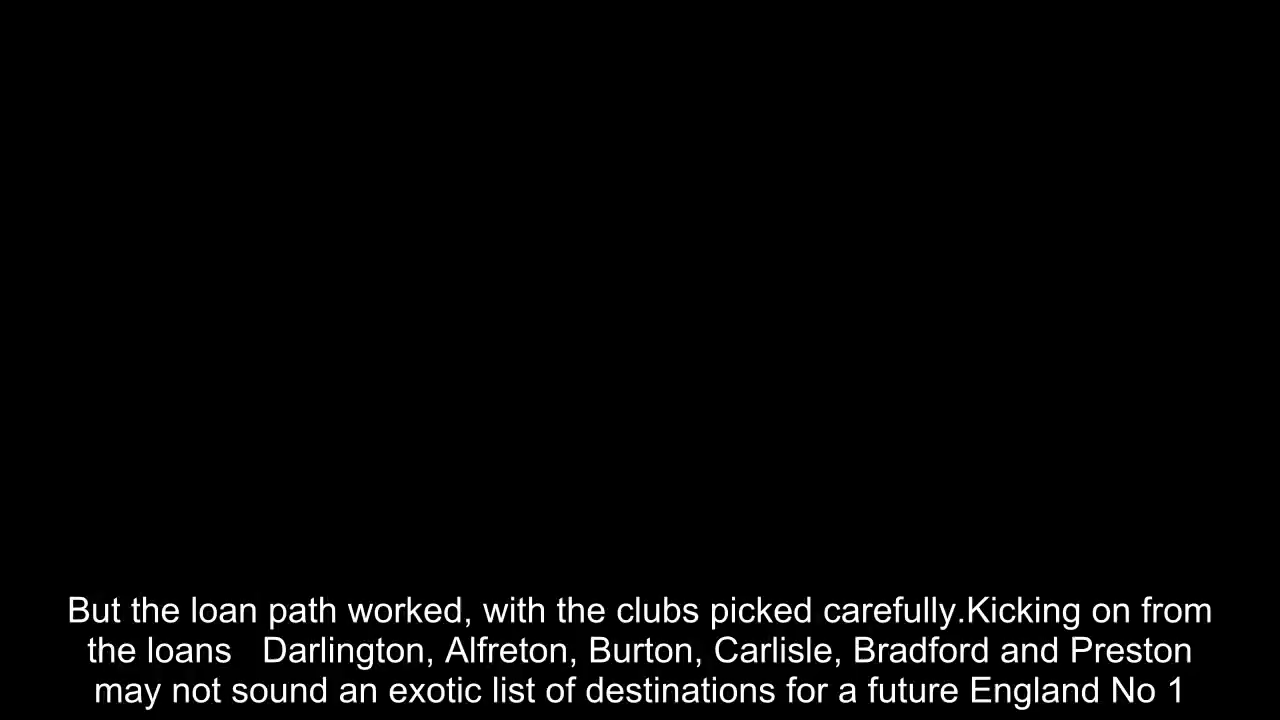 But the loan path worked, with the clubs picked carefully.Kicking on from
the loans   Darlington, Alfreton, Burton, Carlisle, Bradford and Preston
may not sound an exotic list of destinations for a future England No 1